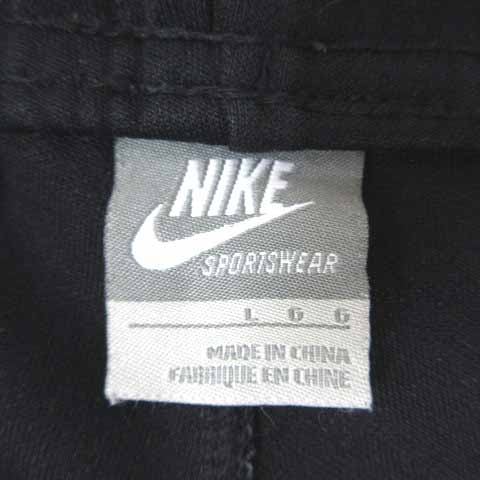 NIKE
SPORTSWEAR
L G G
MADE IN CHINA
FABRIQUE EN CHINE